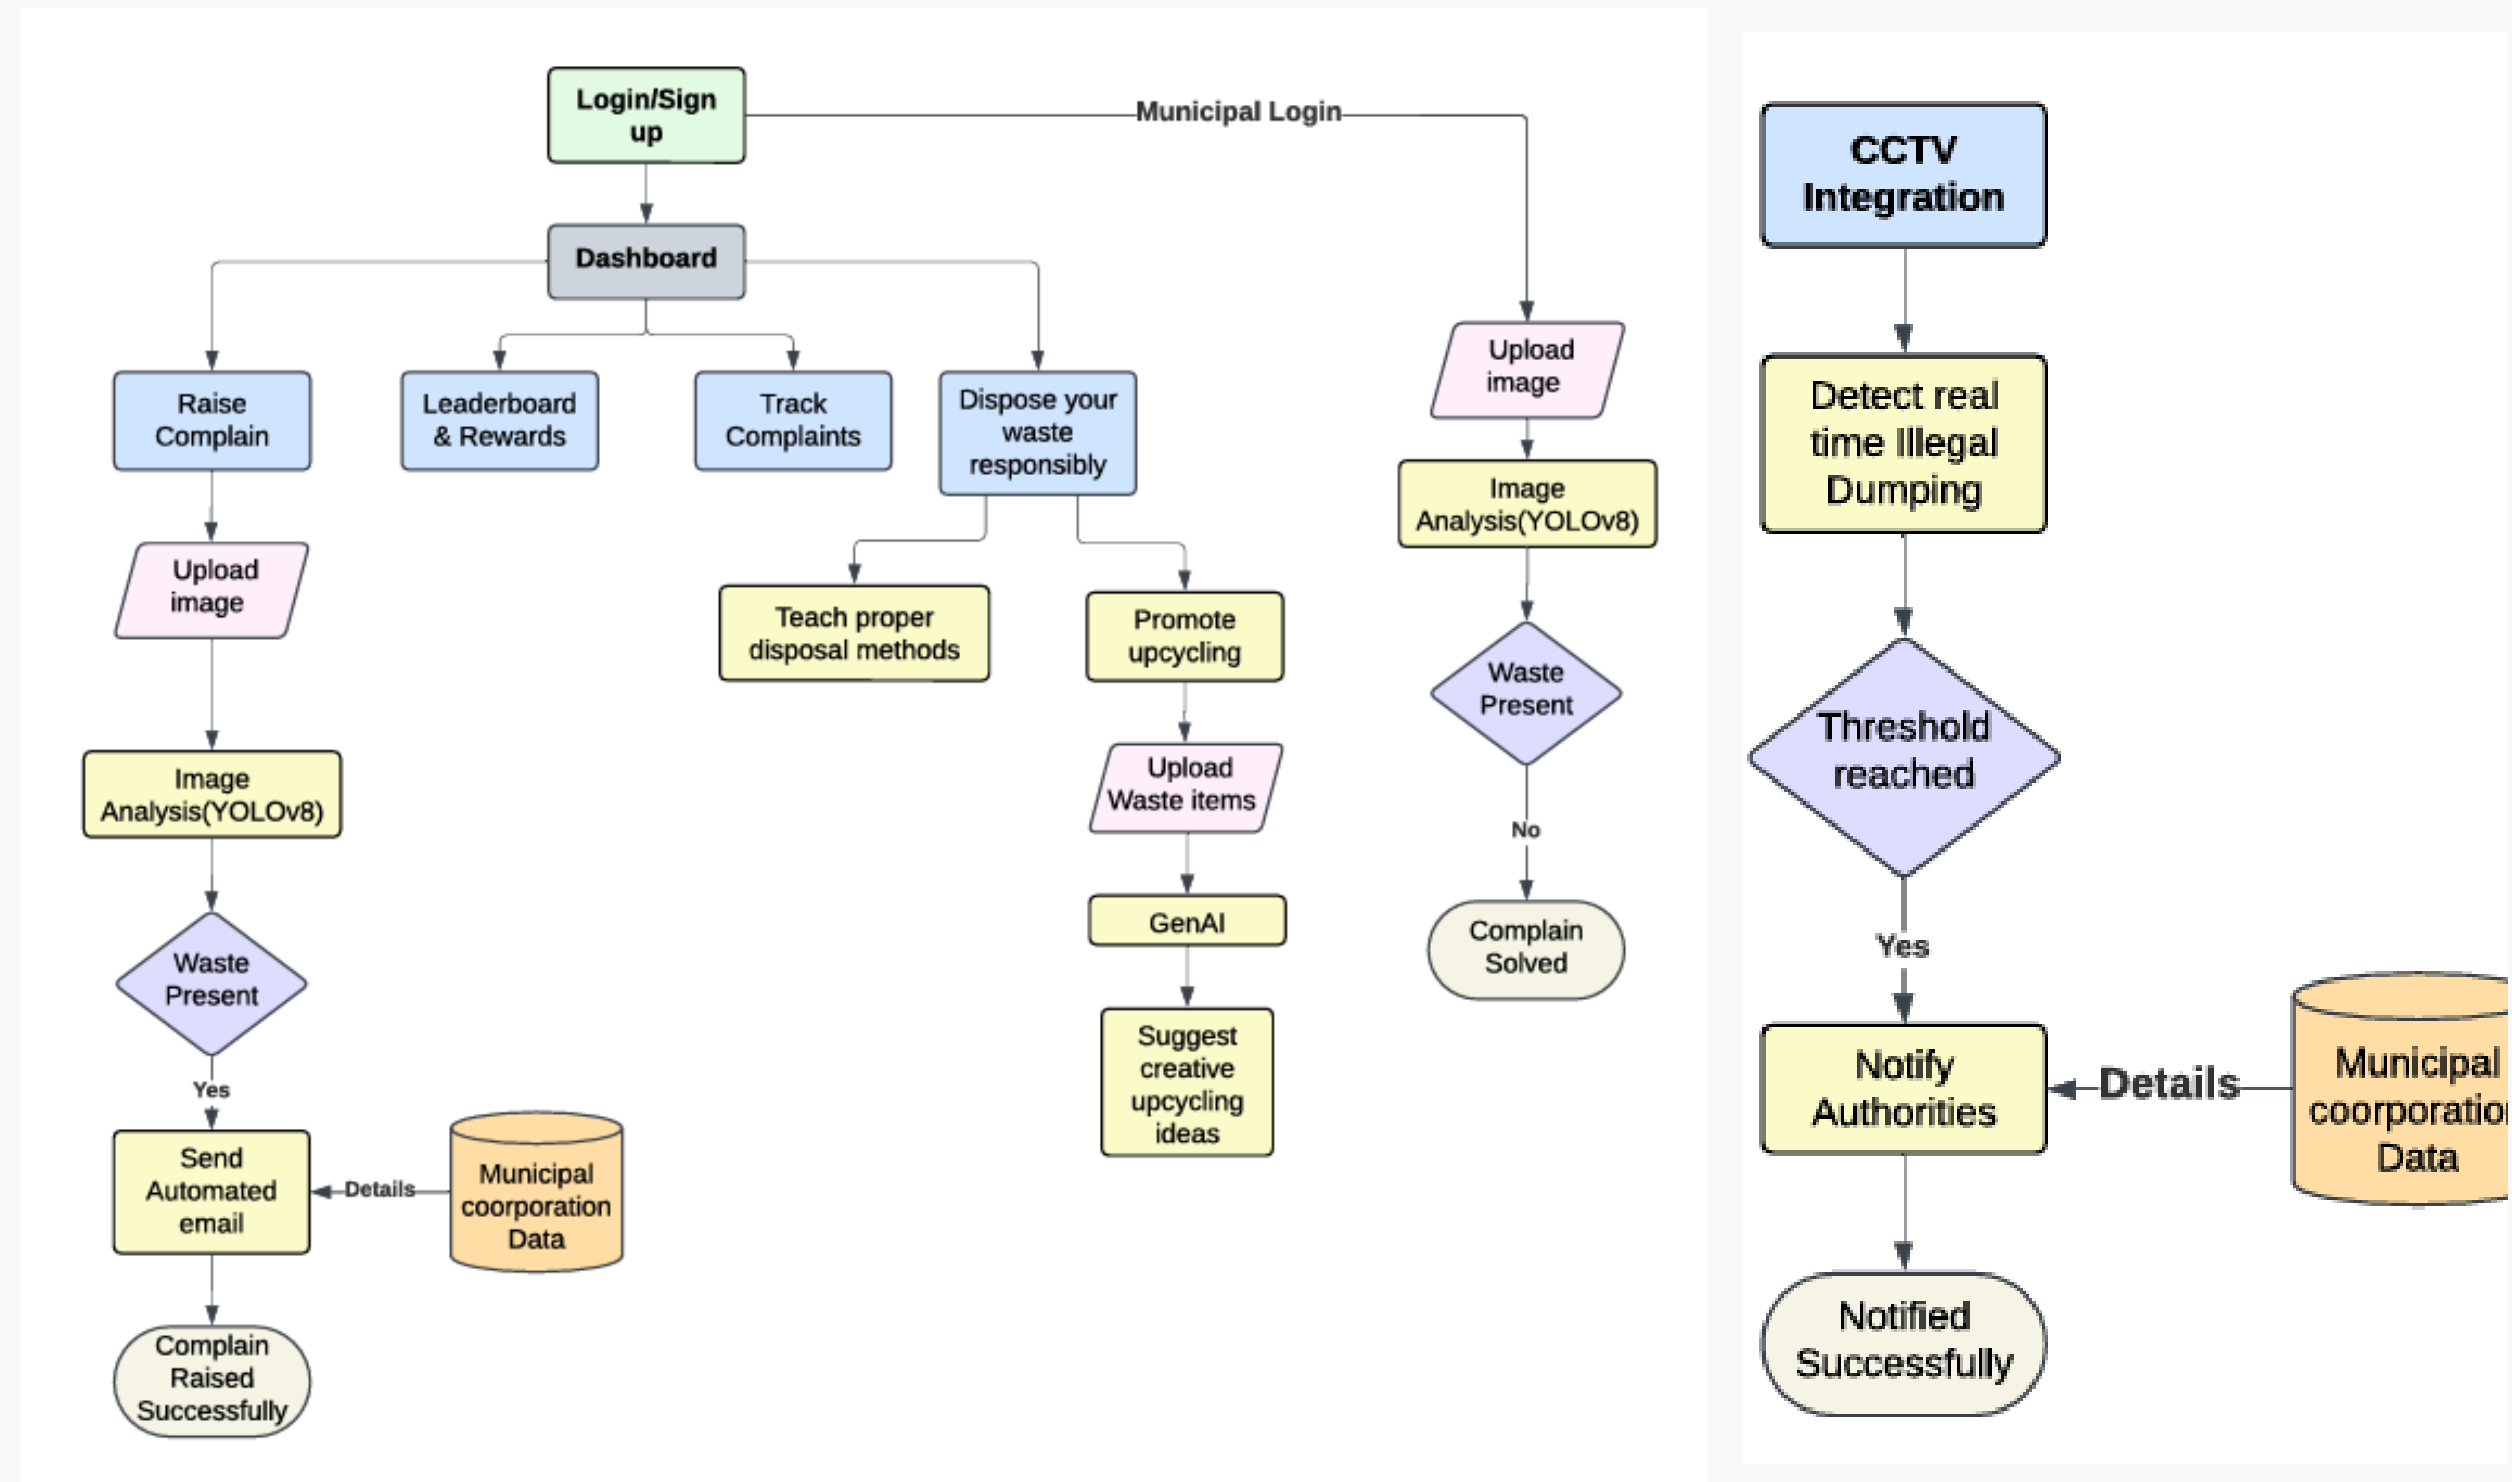 Login/Sign
up
Municipal Login
Dashboard
Raise
Complain
Leaderboard
& Rewards
Track
Complaints
Dispose your
waste
responsibly
Upload
image
Image
Analysis(YOLOv8)
Waste
Present
Yes
Send
Automated
email
Details
Municipal
coorporation
Data
Complain
Raised
Successfully
Teach proper
disposal methods
Promote
upcycling
Upload
Waste items
GenAI
Suggest
creative
upcycling
ideas
Upload
image
Image
Analysis(YOLOv8)
Waste
Present
No
Complain
Solved
CCTV
Integration
Detect real
time Illegal
Dumping
Threshold
reached
Yes
Notify
Authorities
Details
Municipal
coorporation
Data
Notified
Successfully